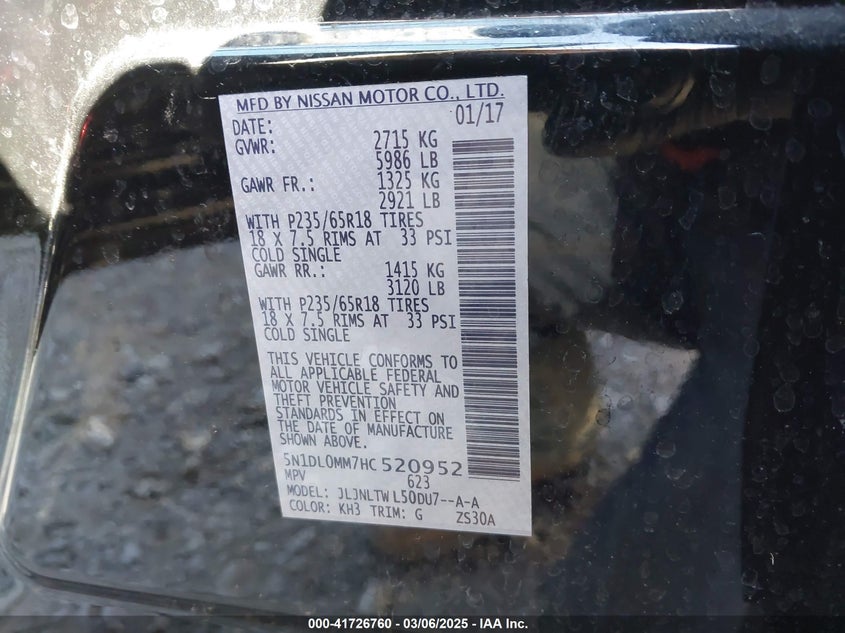 MFD BY NISSAN MOTOR CO., LTD.
DATE: 01/17
GVWR: 2715 KG
5986 LB
GAWR FR.: 1325 KG
2921 LB
WITH P235/65R18 TIRES
18 X 7.5 RIMS AT 33 PSI
COLD SINGLE
GAWR RR.: 1415 KG
3120 LB
WITH P235/65R18 TIRES
18 X 7.5 RIMS AT 33 PSI
COLD SINGLE
THIS VEHICLE CONFORMS TO
ALL APPLICABLE FEDERAL
MOTOR VEHICLE SAFETY AND
THEFT PREVENTION
STANDARDS IN EFFECT ON
THE DATE OF MANUFACTURE
SHOWN ABOVE.
5N1DL0MM7HC520952
MPV 623
MODEL: JLJNLTWL50DU7--A-A
COLOR: KH3 TRIM: G ZS30A
000-41726760 - 03/06/2025 - IAA Inc.